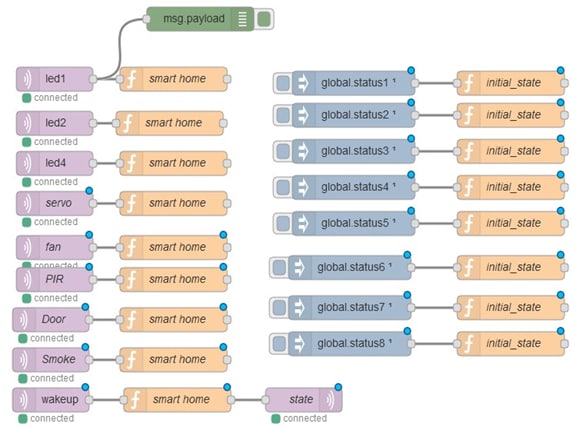 msg.payload
led1 smart home
connected
led2 smart home
connected
led4 smart home
connected
servo smart home
connected
fan smart home
connected
PIR smart home
connected
Door smart home
connected
Smoke smart home
connected
wakeup smart home state
connected connected
global.status1 ¹ initial_state
global.status2 ¹ initial_state
global.status3 ¹ initial_state
global.status4 ¹ initial_state
global.status5 ¹ initial_state
global.status6 ¹ initial_state
global.status7 ¹ initial_state
global.status8 ¹ initial_state